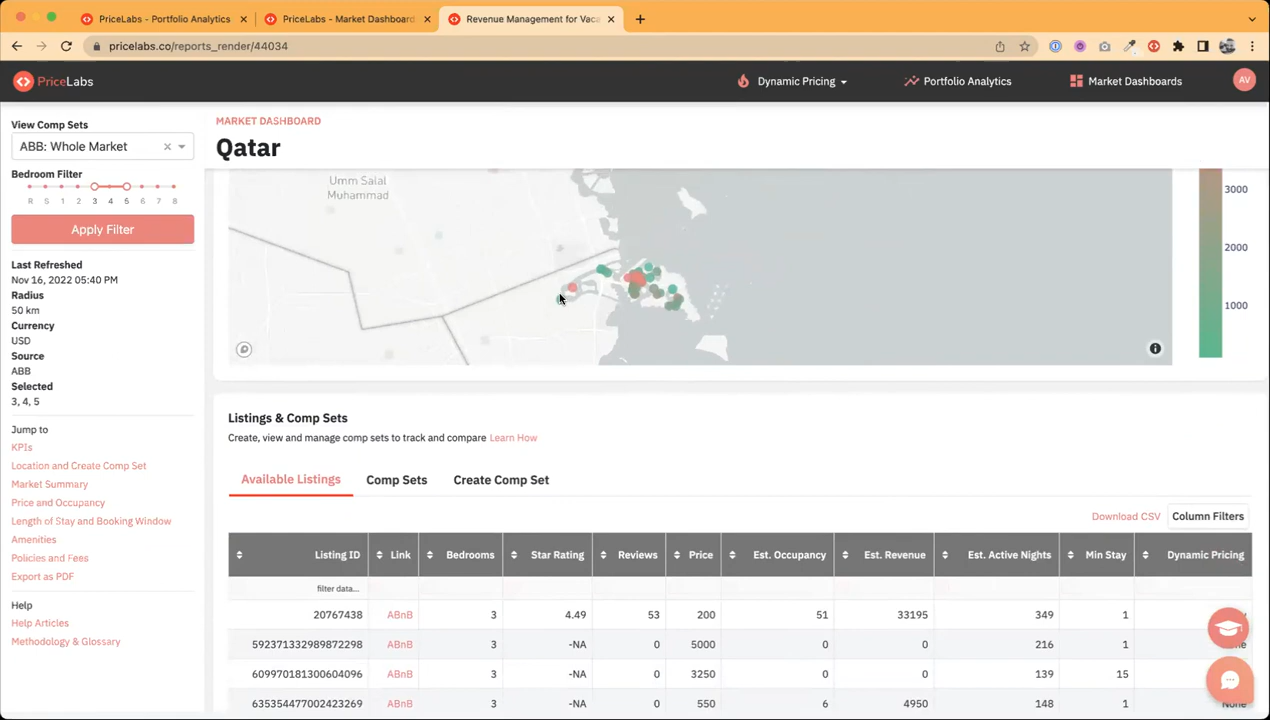 PriceLabs - Portfolio Analytics
PriceLabs - Market Dashboard
Revenue Management for Vaca
pricelabs.co/reports_render/44034
PriceLabs
Dynamic Pricing
Portfolio Analytics
Market Dashboards
AV
View Comp Sets
ABB: Whole Market
Bedroom Filter
R S 1 2 3 4 5 6 7 8
Apply Filter
Last Refreshed
Nov 16, 2022 05:40 PM
Radius
50 km
Currency
USD
Source
ABB
Selected
3, 4, 5
Jump to
KPIs
Location and Create Comp Set
Market Summary
Price and Occupancy
Length of Stay and Booking Window
Amenities
Policies and Fees
Export as PDF
Help
Help Articles
Methodology & Glossary
MARKET DASHBOARD
Qatar
Umm Salal
Muhammad
3000
2000
1000
Listings & Comp Sets
Create, view and manage comp sets to track and compare Learn How
Available Listings
Comp Sets
Create Comp Set
Download CSV
Column Filters
Listing ID Link Bedrooms Star Rating Reviews Price Est. Occupancy Est. Revenue Est. Active Nights Min Stay Dynamic Pricing
filter data...
20767438 ABnB 3 4.49 53 200 51 33195 349 1
592371332989872298 ABnB 3 -NA 0 5000 0 0 216 1 None
609970181300604096 ABnB 3 -NA 0 3250 0 0 139 15
635354477002423269 ABnB 3 -NA 0 550 6 4950 148 1 None